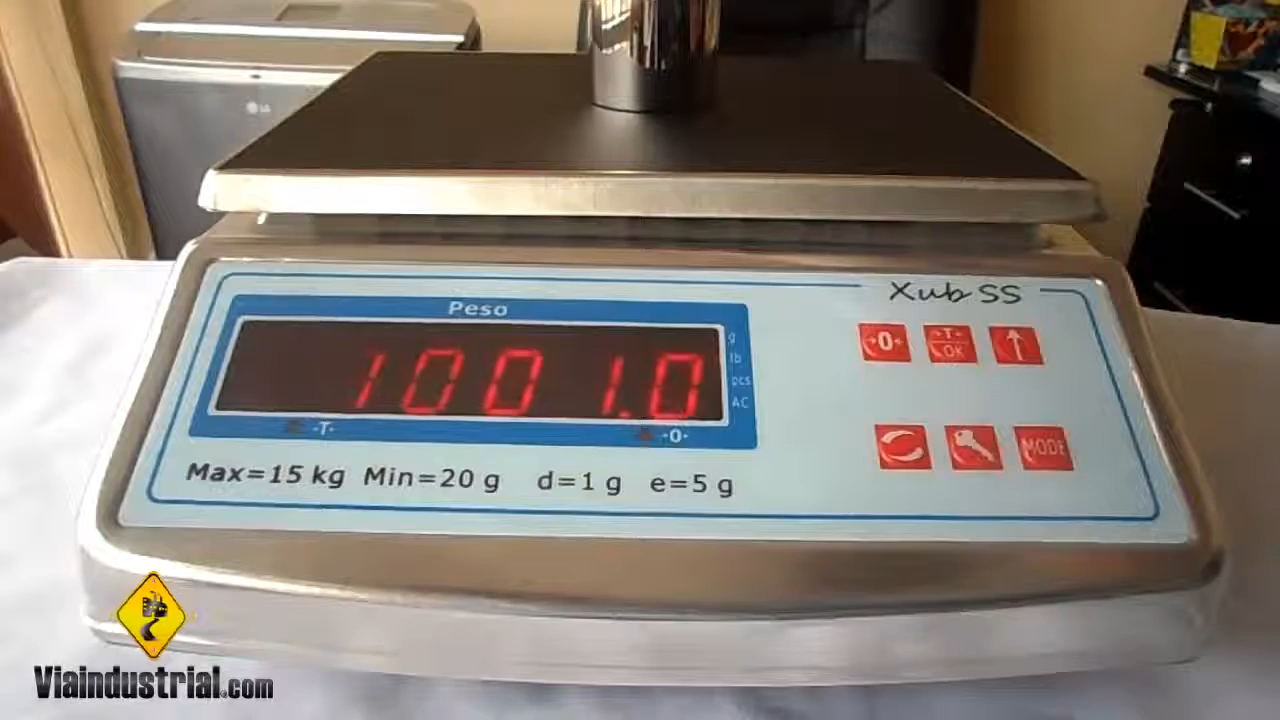 LG
Peso
Xub SS
1001.0
g
lb
pcs
AC
→0←
→T←
OK
MODE
-T-
-0-
Max=15 kg Min=20 g d=1 g e=5 g
Viaindustrial.com